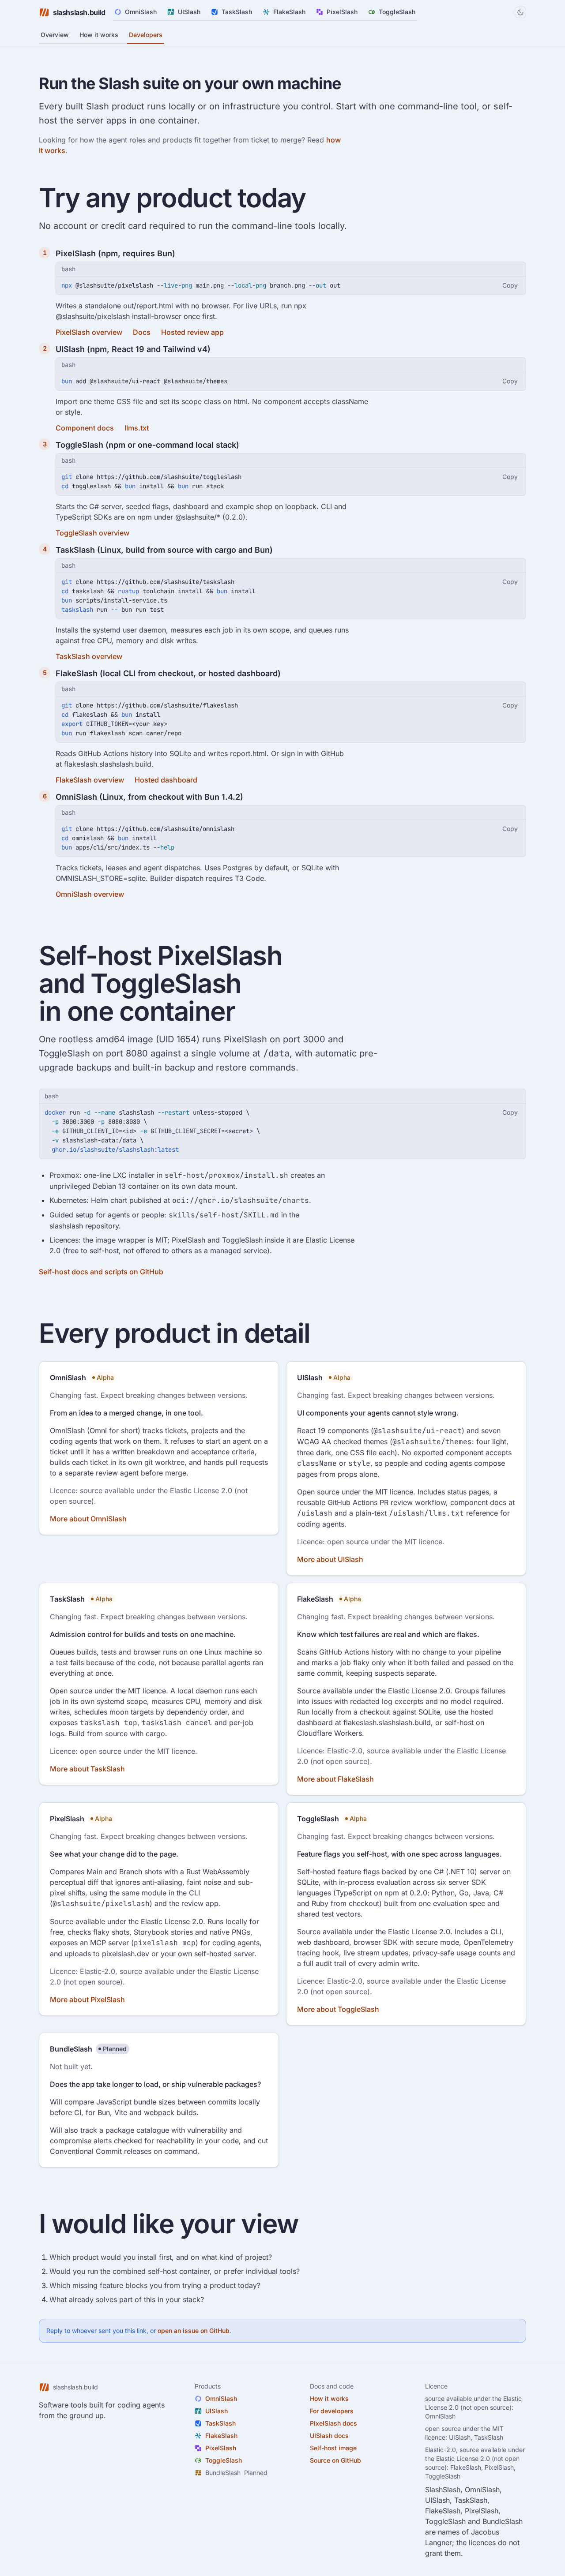 slashslash.build OmniSlash UISlash TaskSlash FlakeSlash PixelSlash ToggleSlash
Overview How it works Developers
Run the Slash suite on your own machine
Every built Slash product runs locally or on infrastructure you control. Start with one command-line tool, or self-
host the server apps in one container.
Looking for how the agent roles and products fit together from ticket to merge? Read how
it works.
Try any product today
No account or credit card required to run the command-line tools locally.
1 PixelSlash (npm, requires Bun)
bash
npx @slashsuite/pixelslash --live-png main.png --local-png branch.png --out out Copy
Writes a standalone out/report.html with no browser. For live URLs, run npx
@slashsuite/pixelslash install-browser once first.
PixelSlash overview Docs Hosted review app
2 UISlash (npm, React 19 and Tailwind v4)
bash
bun add @slashsuite/ui-react @slashsuite/themes Copy
Import one theme CSS file and set its scope class on html. No component accepts className
or style.
Component docs llms.txt
3 ToggleSlash (npm or one-command local stack)
bash
git clone https://github.com/slashsuite/toggleslash Copy
cd toggleslash && bun install && bun run stack
Starts the C# server, seeded flags, dashboard and example shop on loopback. CLI and
TypeScript SDKs are on npm under @slashsuite/* (0.2.0).
ToggleSlash overview
4 TaskSlash (Linux, build from source with cargo and Bun)
bash
git clone https://github.com/slashsuite/taskslash Copy
cd taskslash && rustup toolchain install && bun install
bun scripts/install-service.ts
taskslash run -- bun run test
Installs the systemd user daemon, measures each job in its own scope, and queues runs
against free CPU, memory and disk writes.
TaskSlash overview
5 FlakeSlash (local CLI from checkout, or hosted dashboard)
bash
git clone https://github.com/slashsuite/flakeslash Copy
cd flakeslash && bun install
export GITHUB_TOKEN=<your key>
bun run flakeslash scan owner/repo
Reads GitHub Actions history into SQLite and writes report.html. Or sign in with GitHub
at flakeslash.slashslash.build.
FlakeSlash overview Hosted dashboard
6 OmniSlash (Linux, from checkout with Bun 1.4.2)
bash
git clone https://github.com/slashsuite/omnislash Copy
cd omnislash && bun install
bun apps/cli/src/index.ts --help
Tracks tickets, leases and agent dispatches. Uses Postgres by default, or SQLite with
OMNISLASH_STORE=sqlite. Builder dispatch requires T3 Code.
OmniSlash overview
Self-host PixelSlash
and ToggleSlash
in one container
One rootless amd64 image (UID 1654) runs PixelSlash on port 3000 and
ToggleSlash on port 8080 against a single volume at /data, with automatic pre-
upgrade backups and built-in backup and restore commands.
bash
docker run -d --name slashslash --restart unless-stopped \ Copy
-p 3000:3000 -p 8080:8080 \
-e GITHUB_CLIENT_ID=<id> -e GITHUB_CLIENT_SECRET=<secret> \
-v slashslash-data:/data \
ghcr.io/slashsuite/slashslash:latest
• Proxmox: one-line LXC installer in self-host/proxmox/install.sh creates an
unprivileged Debian 13 container on its own data mount.
• Kubernetes: Helm chart published at oci://ghcr.io/slashsuite/charts.
• Guided setup for agents or people: skills/self-host/SKILL.md in the
slashslash repository.
• Licences: the image wrapper is MIT; PixelSlash and ToggleSlash inside it are Elastic License
2.0 (free to self-host, not offered to others as a managed service).
Self-host docs and scripts on GitHub
Every product in detail
OmniSlash • Alpha
Changing fast. Expect breaking changes between versions.
From an idea to a merged change, in one tool.
OmniSlash (Omni for short) tracks tickets, projects and the
coding agents that work on them. It refuses to start an agent on a
ticket until it has a written breakdown and acceptance criteria,
builds each ticket in its own git worktree, and hands pull requests
to a separate review agent before merge.
Licence: source available under the Elastic License 2.0 (not
open source).
More about OmniSlash
UISlash • Alpha
Changing fast. Expect breaking changes between versions.
UI components your agents cannot style wrong.
React 19 components (@slashsuite/ui-react) and seven
WCAG AA checked themes (@slashsuite/themes: four light,
three dark, one CSS file each). No exported component accepts
className or style, so people and coding agents compose
pages from props alone.
Open source under the MIT licence. Includes status pages, a
reusable GitHub Actions PR review workflow, component docs at
/uislash and a plain-text /uislash/llms.txt reference for
coding agents.
Licence: open source under the MIT licence.
More about UISlash
TaskSlash • Alpha
Changing fast. Expect breaking changes between versions.
Admission control for builds and tests on one machine.
Queues builds, tests and browser runs on one Linux machine so
a test fails because of the code, not because parallel agents ran
everything at once.
Open source under the MIT licence. A local daemon runs each
job in its own systemd scope, measures CPU, memory and disk
writes, schedules moon targets by dependency order, and
exposes taskslash top, taskslash cancel and per-job
logs. Build from source with cargo.
Licence: open source under the MIT licence.
More about TaskSlash
FlakeSlash • Alpha
Changing fast. Expect breaking changes between versions.
Know which test failures are real and which are flakes.
Scans GitHub Actions history with no change to your pipeline
and marks a job flaky only when it both failed and passed on the
same commit, keeping suspects separate.
Source available under the Elastic License 2.0. Groups failures
into issues with redacted log excerpts and no model required.
Run locally from a checkout against SQLite, use the hosted
dashboard at flakeslash.slashslash.build, or self-host on
Cloudflare Workers.
Licence: Elastic-2.0, source available under the Elastic License
2.0 (not open source).
More about FlakeSlash
PixelSlash • Alpha
Changing fast. Expect breaking changes between versions.
See what your change did to the page.
Compares Main and Branch shots with a Rust WebAssembly
perceptual diff that ignores anti-aliasing, faint noise and sub-
pixel shifts, using the same module in the CLI
(@slashsuite/pixelslash) and the review app.
Source available under the Elastic License 2.0. Runs locally for
free, checks flaky shots, Storybook stories and native PNGs,
exposes an MCP server (pixelslash mcp) for coding agents,
and uploads to pixelslash.dev or your own self-hosted server.
Licence: Elastic-2.0, source available under the Elastic License
2.0 (not open source).
More about PixelSlash
ToggleSlash • Alpha
Changing fast. Expect breaking changes between versions.
Feature flags you self-host, with one spec across languages.
Self-hosted feature flags backed by one C# (.NET 10) server on
SQLite, with in-process evaluation across six server SDK
languages (TypeScript on npm at 0.2.0; Python, Go, Java, C#
and Ruby from checkout) built from one evaluation spec and
shared test vectors.
Source available under the Elastic License 2.0. Includes a CLI,
web dashboard, browser SDK with secure mode, OpenTelemetry
tracing hook, live stream updates, privacy-safe usage counts and
a full audit trail of every admin write.
Licence: Elastic-2.0, source available under the Elastic License
2.0 (not open source).
More about ToggleSlash
BundleSlash • Planned
Not built yet.
Does the app take longer to load, or ship vulnerable packages?
Will compare JavaScript bundle sizes between commits locally
before CI, for Bun, Vite and webpack builds.
Will also track a package catalogue with vulnerability and
compromise alerts checked for reachability in your code, and cut
Conventional Commit releases on command.
I would like your view
1. Which product would you install first, and on what kind of project?
2. Would you run the combined self-host container, or prefer individual tools?
3. Which missing feature blocks you from trying a product today?
4. What already solves part of this in your stack?
Reply to whoever sent you this link, or open an issue on GitHub.
slashslash.build
Software tools built for coding agents
from the ground up.
Products
OmniSlash
UISlash
TaskSlash
FlakeSlash
PixelSlash
ToggleSlash
BundleSlash Planned
Docs and code
How it works
For developers
PixelSlash docs
UISlash docs
Self-host image
Source on GitHub
Licence
source available under the Elastic
License 2.0 (not open source):
OmniSlash
open source under the MIT
licence: UISlash, TaskSlash
Elastic-2.0, source available under
the Elastic License 2.0 (not open
source): FlakeSlash, PixelSlash,
ToggleSlash
SlashSlash, OmniSlash,
UISlash, TaskSlash,
FlakeSlash, PixelSlash,
ToggleSlash and BundleSlash
are names of Jacobus
Langner; the licences do not
grant them.